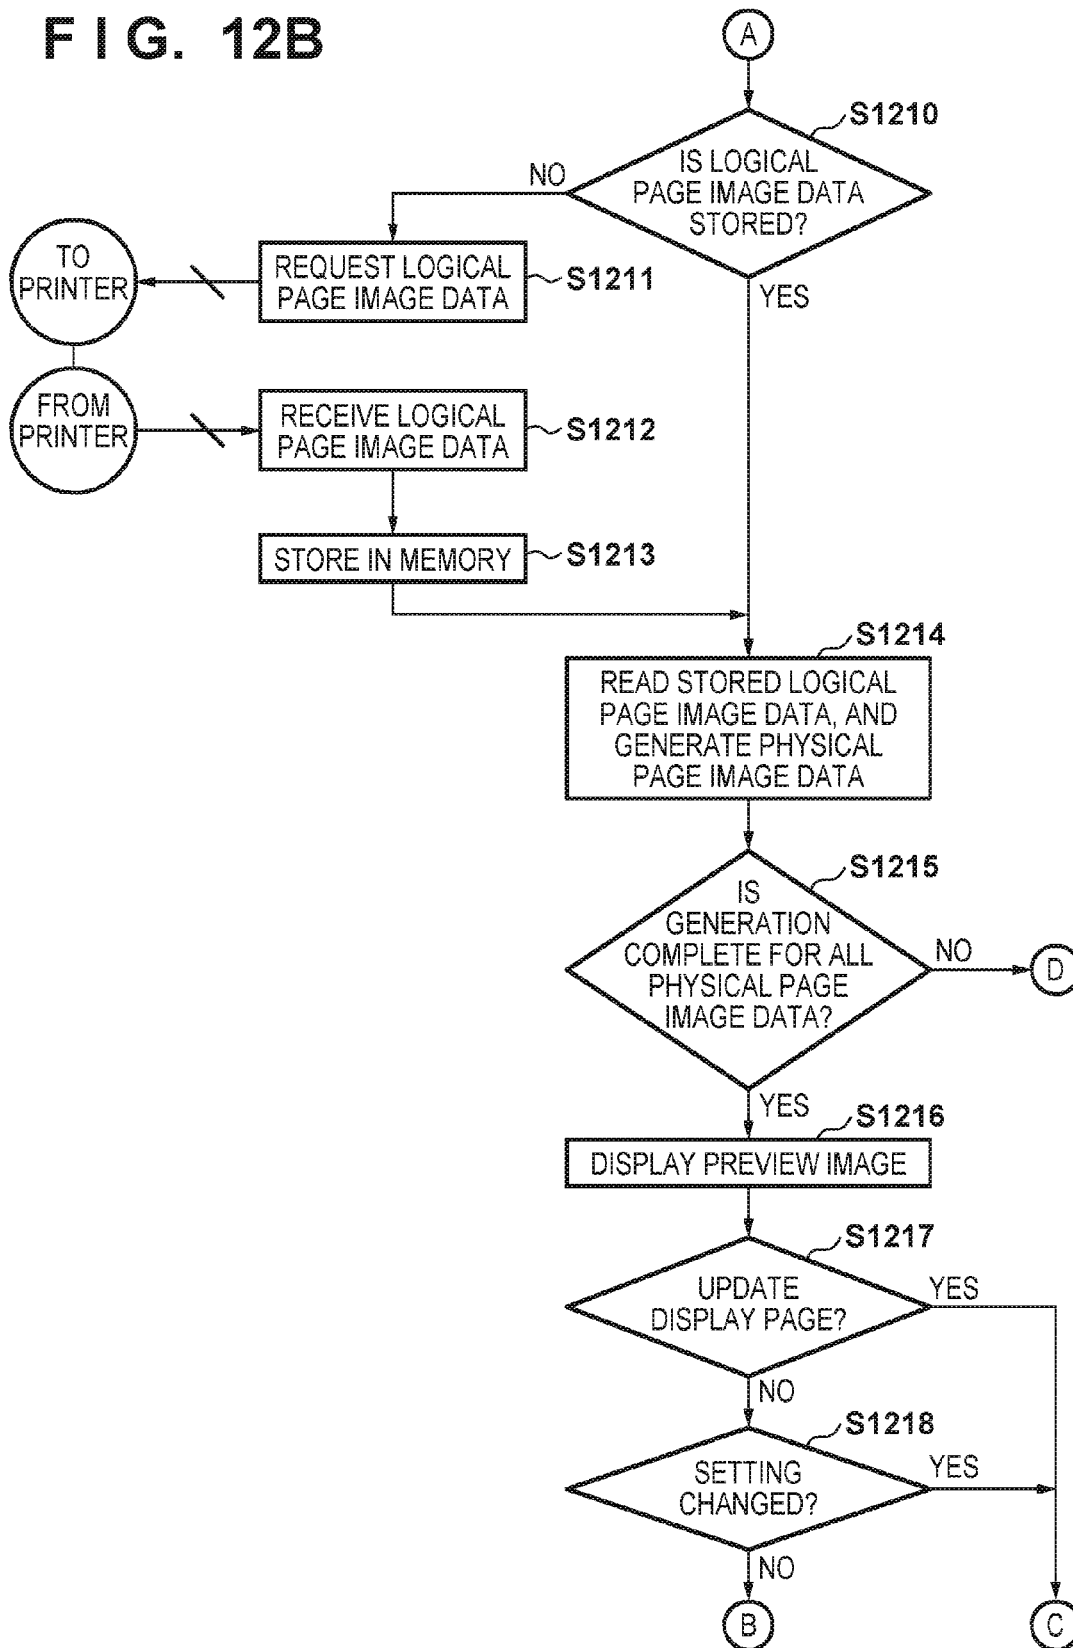 FIG. 12B
A
S1210
IS LOGICAL
PAGE IMAGE DATA
STORED?
NO
YES
TO
PRINTER
REQUEST LOGICAL
PAGE IMAGE DATA
S1211
FROM
PRINTER
RECEIVE LOGICAL
PAGE IMAGE DATA
S1212
STORE IN MEMORY
S1213
S1214
READ STORED LOGICAL
PAGE IMAGE DATA, AND
GENERATE PHYSICAL
PAGE IMAGE DATA
S1215
IS
GENERATION
COMPLETE FOR ALL
PHYSICAL PAGE
IMAGE DATA?
NO
D
YES
S1216
DISPLAY PREVIEW IMAGE
S1217
UPDATE
DISPLAY PAGE?
YES
NO
S1218
SETTING
CHANGED?
YES
NO
B
C